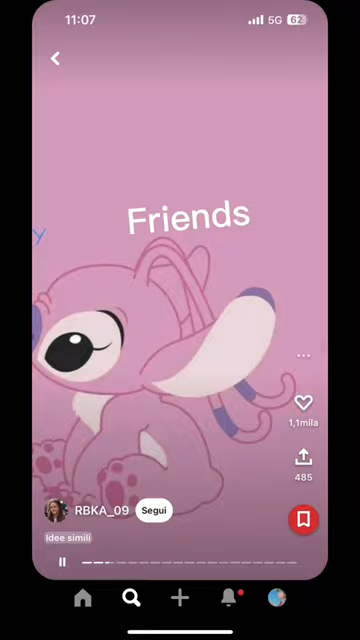 11:07
5G
62
Friends
y
1,1mila
485
RBKA_09
Segui
Idee simili